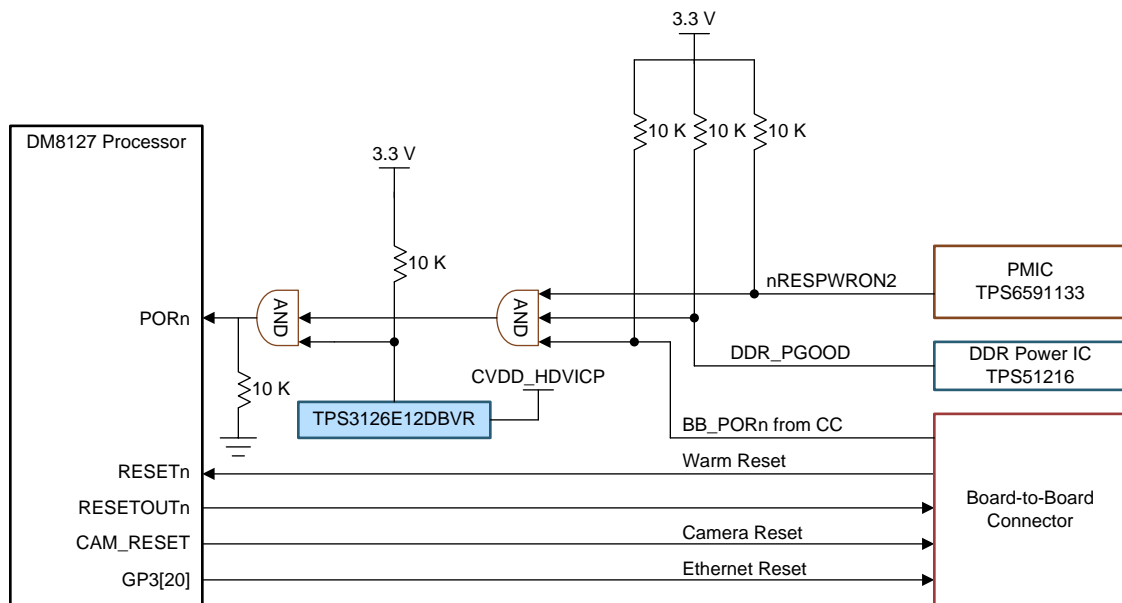 3.3 V
10 K
10 K
10 K
DM8127 Processor
3.3 V
10 K
nRESPWRON2
PMIC
TPS6591133
PORn
AND
AND
DDR_PGOOD
DDR Power IC
TPS51216
10 K
CVDD_HDVICP
TPS3126E12DBVR
BB_PORn from CC
RESETn
Warm Reset
RESETOUTn
Board-to-Board
Connector
CAM_RESET
Camera Reset
GP3[20]
Ethernet Reset